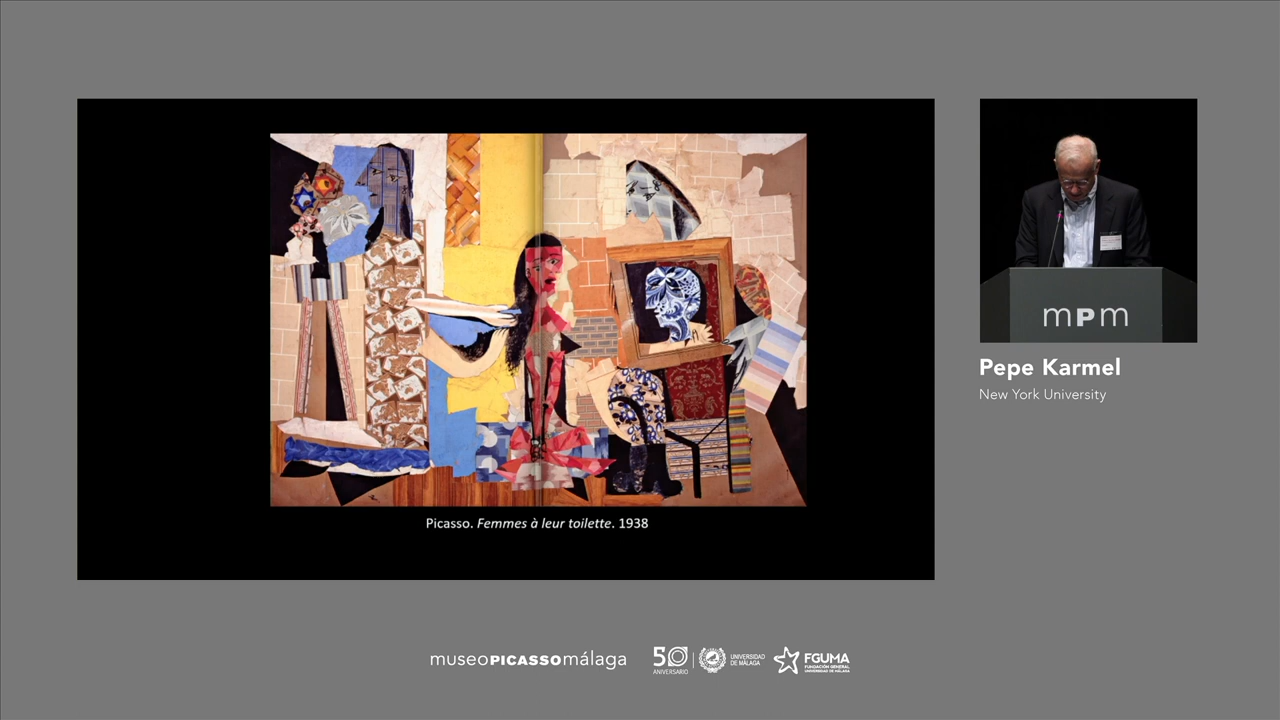 Picasso. Femmes à leur toilette. 1938
mPm
Pepe Karmel
New York University
museoPICASSOmálaga
50
ANIVERSARIO
UNIVERSIDAD
DE MÁLAGA
FGUMA
FUNDACIÓN GENERAL
UNIVERSIDAD DE MÁLAGA